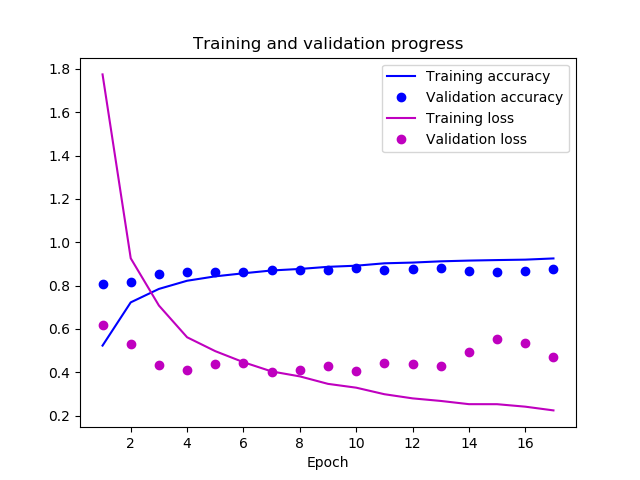 Training and validation progress
1.8
1.6
1.4
1.2
1.0
0.8
0.6
0.4
0.2
Training accuracy
Validation accuracy
Training loss
Validation loss
2 4 6 8 10 12 14 16
Epoch